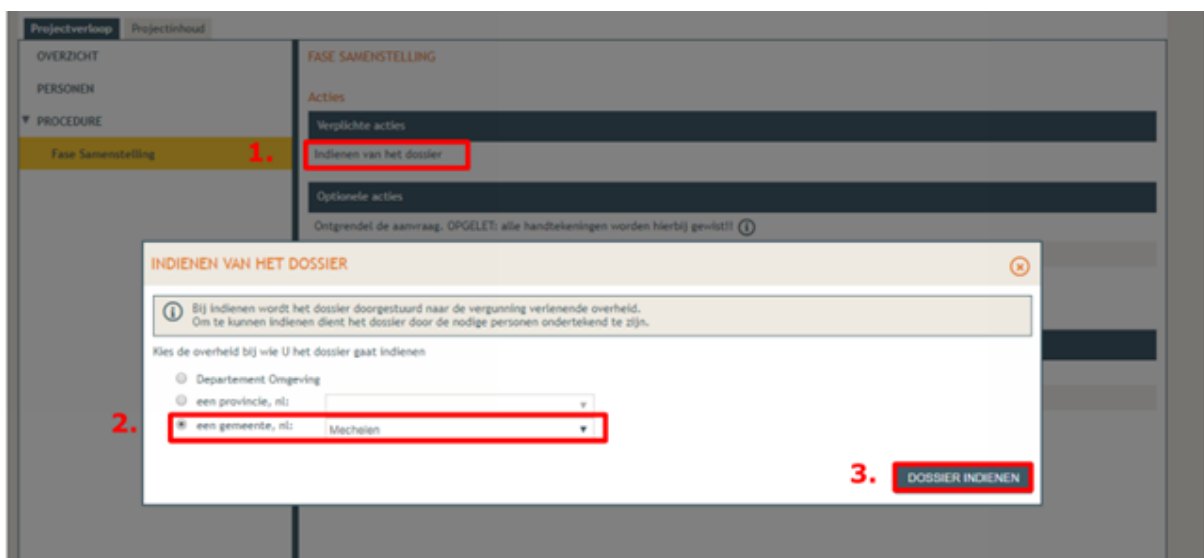 Projectverloop
Projectinhoud
OVERZICHT
PERSONEN
PROCEDURE
Fase Samenstelling
FASE SAMENSTELLING
Acties
Verplichte acties
1.
Indienen van het dossier
Optionele acties
Ontgrendel de aanvraag. OPGELET: alle handtekeningen worden hierbij gewist!!
INDIENEN VAN HET DOSSIER
Bij indienen wordt het dossier doorgestuurd naar de vergunning verlenende overheid.
Om te kunnen indienen dient het dossier door de nodige personen ondertekend te zijn.
Kies de overheid bij wie U het dossier gaat indienen
Departement Omgeving
een provincie, nl:
2.
een gemeente, nl: Mechelen
3.
DOSSIER INDIENEN